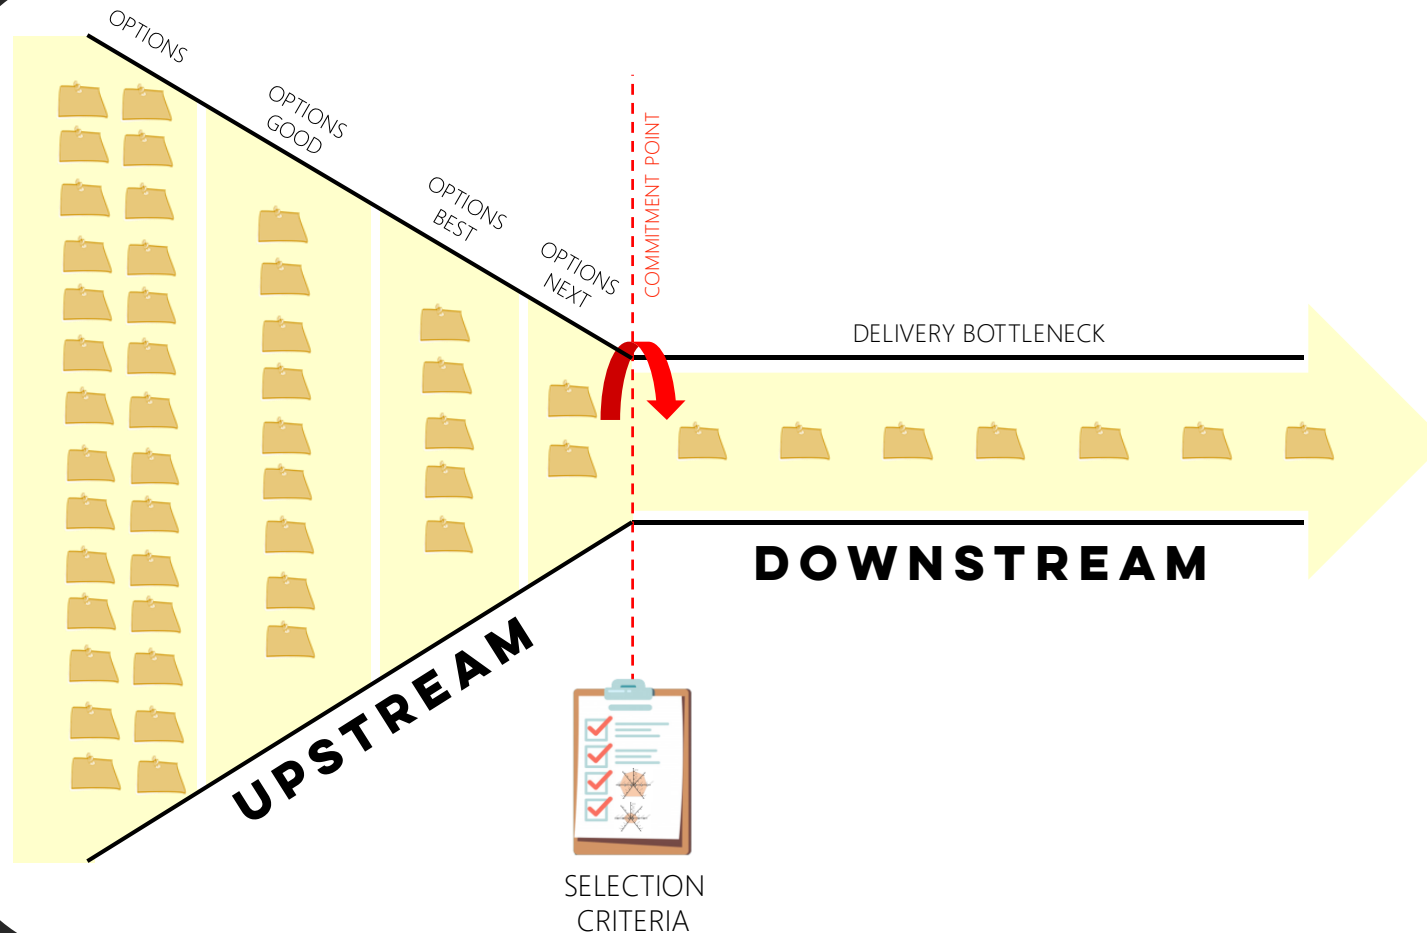 OPTIONS
OPTIONS
GOOD
OPTIONS
BEST
OPTIONS
NEXT
COMMITMENT POINT
DELIVERY BOTTLENECK
DOWNSTREAM
UPSTREAM
SELECTION
CRITERIA